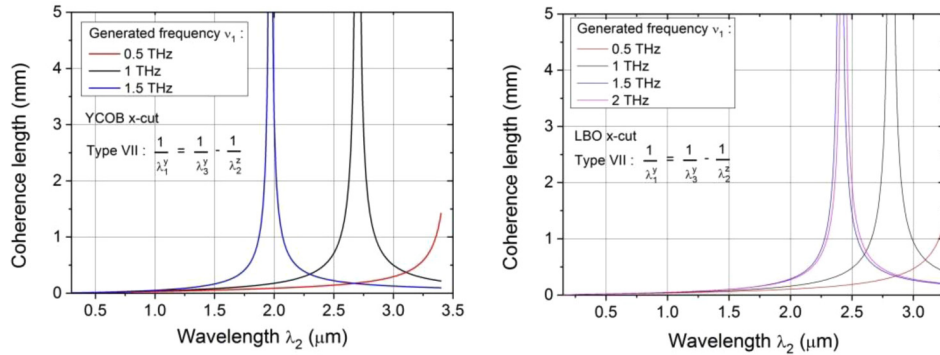 Generated frequency ν₁ :
0.5 THz
1 THz
1.5 THz
YCOB x-cut
Type VII : 1/λ₁ʸ = 1/λ₃ʸ - 1/λ₂ᶻ
Coherence length (mm)
5
4
3
2
1
0
0.5 1.0 1.5 2.0 2.5 3.0 3.5
Wavelength λ₂ (μm)
Generated frequency ν₁ :
0.5 THz
1 THz
1.5 THz
2 THz
LBO x-cut
Type VII : 1/λ₁ʸ = 1/λ₃ʸ - 1/λ₂ᶻ
Coherence length (mm)
5
4
3
2
1
0
0.5 1.0 1.5 2.0 2.5 3.0
Wavelength λ₂ (μm)